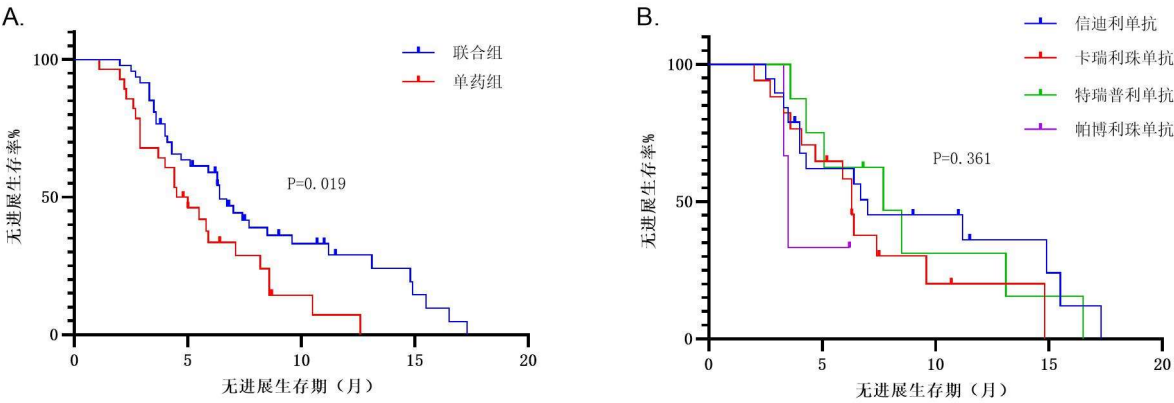 A.
联合组
单药组
100
50
0
无进展生存率%
P=0.019
0 5 10 15 20
无进展生存期（月）
B.
信迪利单抗
卡瑞利珠单抗
特瑞普利单抗
帕博利珠单抗
100
50
0
无进展生存率%
P=0.361
0 5 10 15 20
无进展生存期（月）